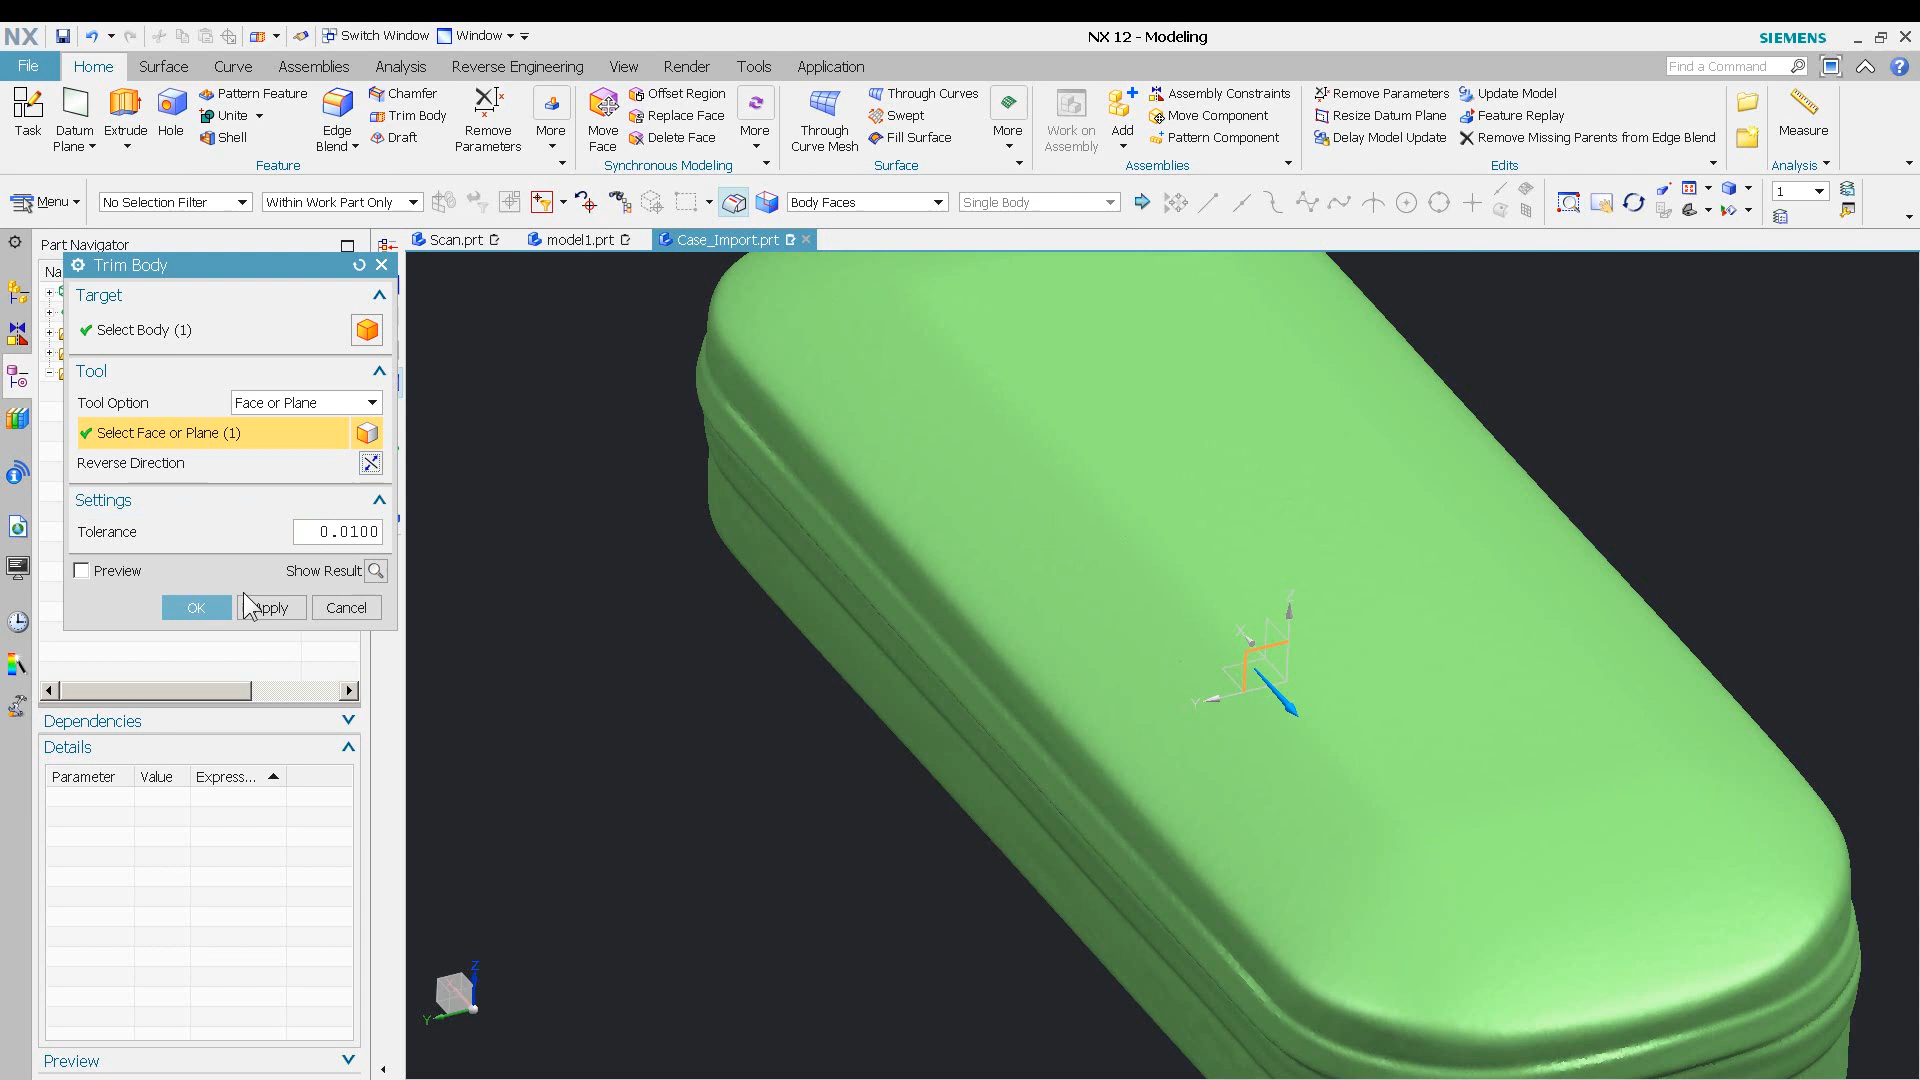 NX
Switch Window
Window
NX 12 - Modeling
SIEMENS
File
Home
Surface
Curve
Assemblies
Analysis
Reverse Engineering
View
Render
Tools
Application
Find a Command
Task
Datum Plane
Extrude
Hole
Pattern Feature
Unite
Shell
Edge Blend
Chamfer
Trim Body
Draft
Remove Parameters
More
Feature
Move Face
Offset Region
Replace Face
Delete Face
More
Synchronous Modeling
Through Curve Mesh
Through Curves
Swept
Fill Surface
More
Surface
Work on Assembly
Add
Assembly Constraints
Move Component
Pattern Component
Assemblies
Remove Parameters
Resize Datum Plane
Delay Model Update
Update Model
Feature Replay
Remove Missing Parents from Edge Blend
Edits
Measure
Analysis
Menu
No Selection Filter
Within Work Part Only
Body Faces
Single Body
1
Part Navigator
Scan.prt
model1.prt
Case_Import.prt
Na
Trim Body
Target
Select Body (1)
Tool
Tool Option
Face or Plane
Select Face or Plane (1)
Reverse Direction
Settings
Tolerance
0.0100
Preview
Show Result
OK
Apply
Cancel
Dependencies
Details
Parameter
Value
Express...
Preview
Z
X
Y
Z
Y